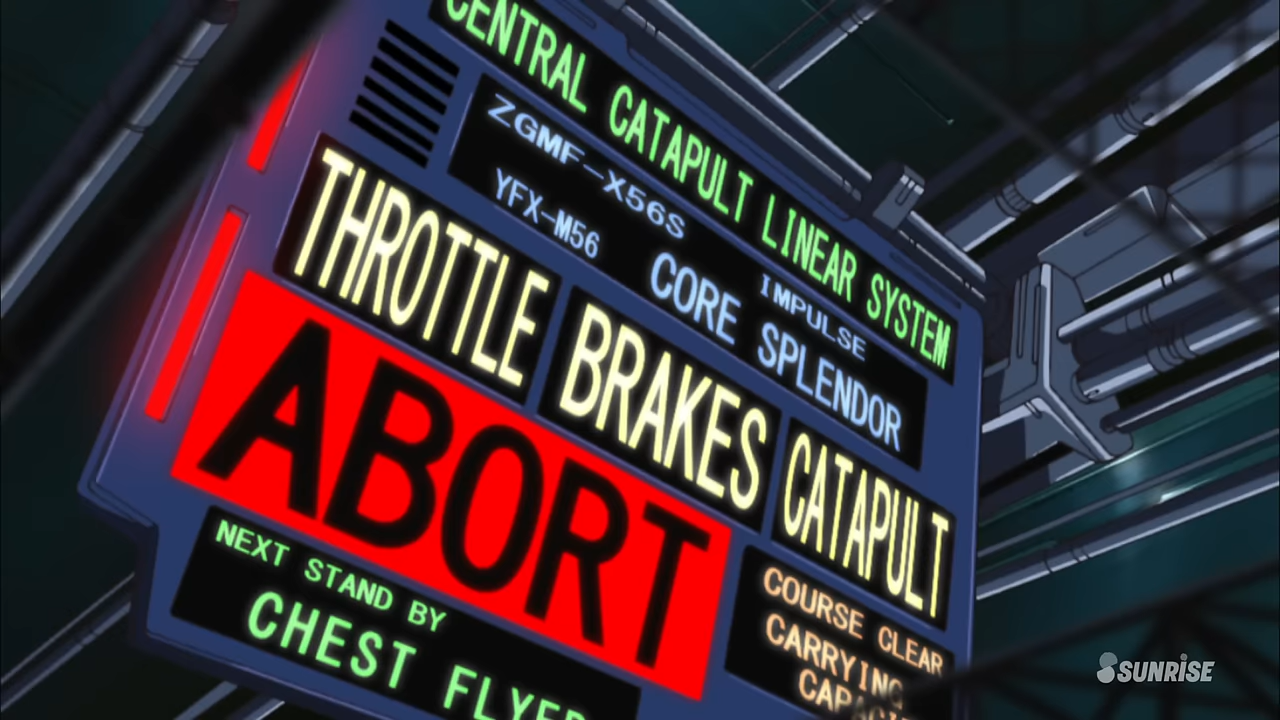 CENTRAL CATAPULT LINEAR SYSTEM
ZGMF-X56S IMPULSE
YFX-M56 CORE SPLENDOR
THROTTLE BRAKES CATAPULT
ABORT
COURSE CLEAR
CARRYING
NEXT STAND BY
CHEST
SUNRISE